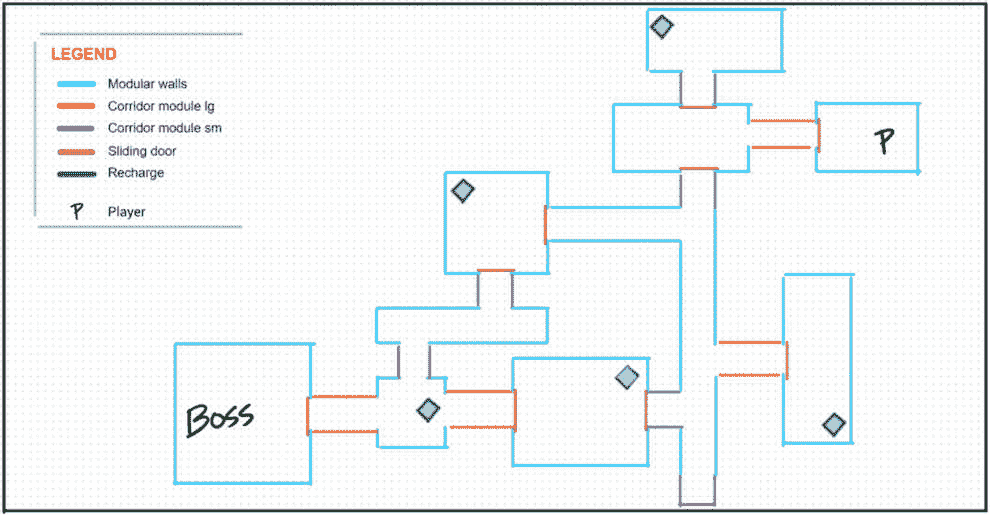 LEGEND
Modular walls
Corridor module lg
Corridor module sm
Sliding door
Recharge
P Player
P
Boss